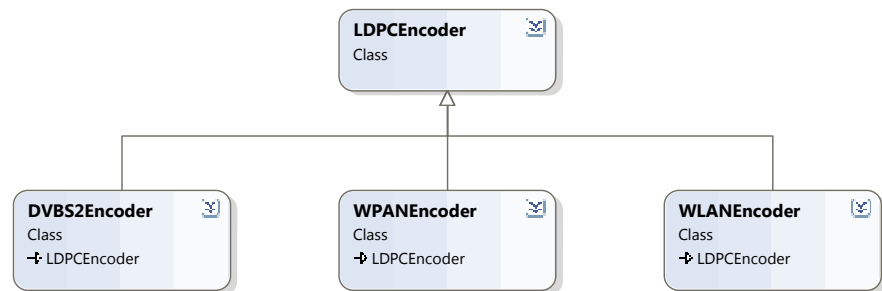 LDPCEncoder
Class
DVBS2Encoder
Class
LDPCEncoder
WPANEncoder
Class
LDPCEncoder
WLANEncoder
Class
LDPCEncoder